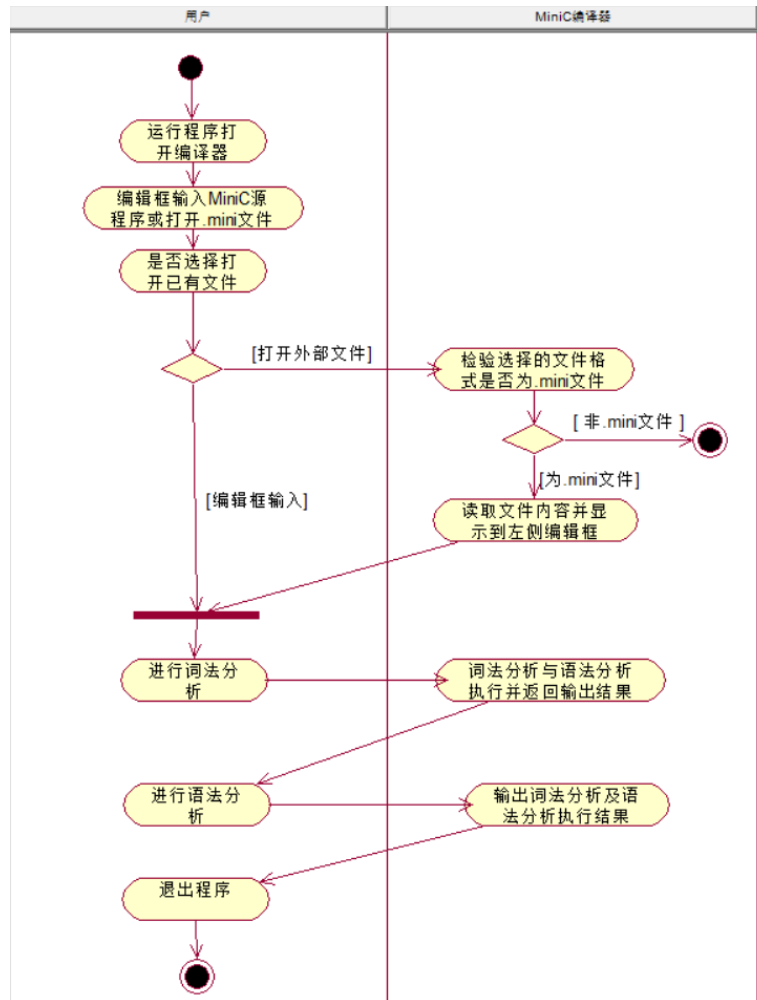 用户
MiniC编译器
运行程序打
开编译器
编辑框输入MiniC源
程序或打开.mini文件
是否选择打
开已有文件
[打开外部文件]
检验选择的文件格
式是否为.mini文件
[ 非.mini文件 ]
[为.mini文件]
[编辑框输入]
读取文件内容并显
示到左侧编辑框
进行词法分
析
词法分析与语法分析
执行并返回输出结果
进行语法分
析
输出词法分析及语
法分析执行结果
退出程序